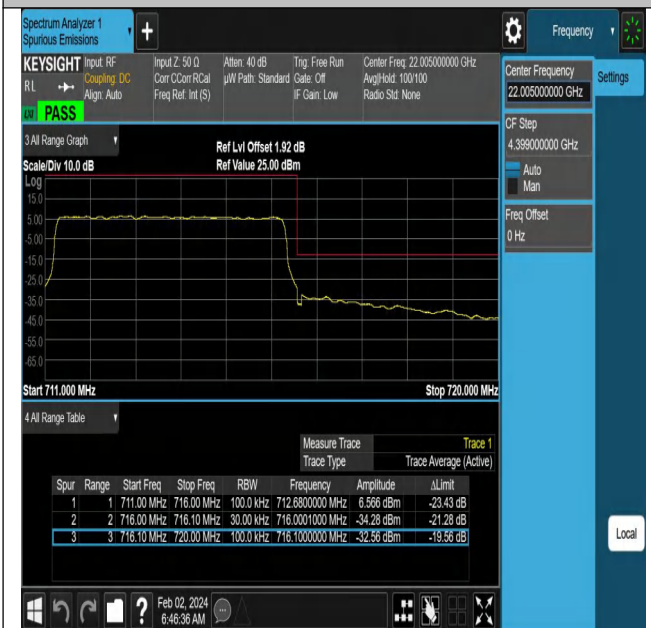 Spectrum Analyzer 1
Spurious Emissions
+
Frequency
KEYSIGHT Input: RF Input Z: 50 Ω Atten: 40 dB Trig: Free Run Center Freq: 22.005000000 GHz
RL Coupling: DC Corr CCorr RCal µW Path: Standard Gate: Off Avg|Hold: 100/100
Align: Auto Freq Ref: Int (S) IF Gain: Low Radio Std: None
LXI PASS
Center Frequency
22.005000000 GHz
Settings
CF Step
4.399000000 GHz
Auto
Man
Freq Offset
0 Hz
3 All Range Graph
Ref Lvl Offset 1.92 dB
Scale/Div 10.0 dB Ref Value 25.00 dBm
Log
15.0
5.00
-5.00
-15.0
-25.0
-35.0
-45.0
-55.0
-65.0
Start 711.000 MHz Stop 720.000 MHz
4 All Range Table
Measure Trace Trace 1
Trace Type Trace Average (Active)
Spur Range Start Freq Stop Freq RBW Frequency Amplitude ΔLimit
1 1 711.00 MHz 716.00 MHz 100.0 kHz 712.6800000 MHz 6.566 dBm -23.43 dB
2 2 716.00 MHz 716.10 MHz 30.00 kHz 716.0001000 MHz -34.28 dBm -21.28 dB
3 3 716.10 MHz 720.00 MHz 100.0 kHz 716.1000000 MHz -32.56 dBm -19.56 dB
Local
? Feb 02, 2024
6:46:36 AM